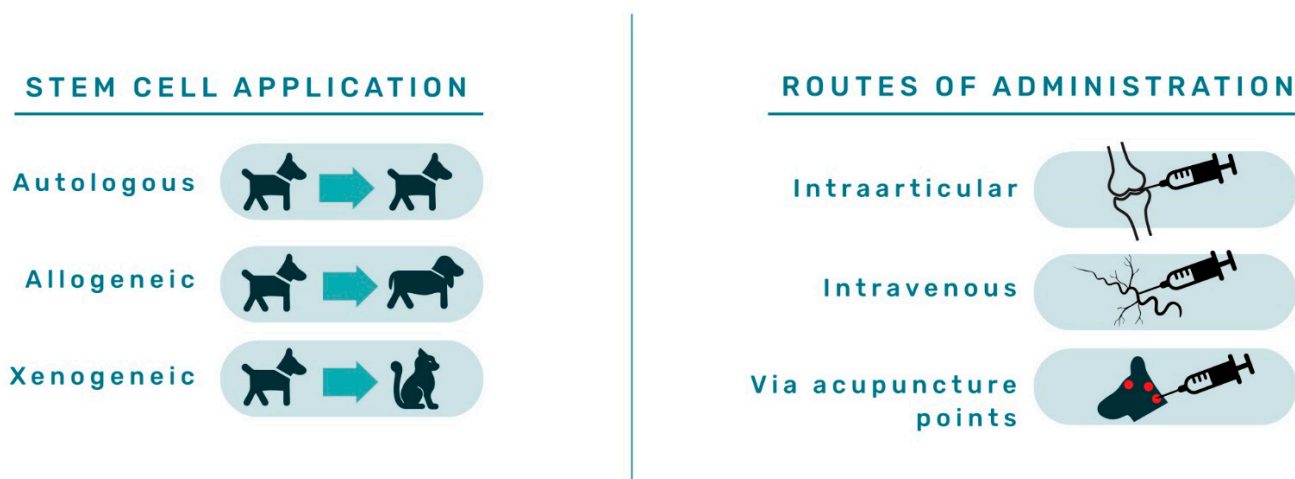 STEM CELL APPLICATION
Autologous
Allogeneic
Xenogeneic
ROUTES OF ADMINISTRATION
Intraarticular
Intravenous
Via acupuncture
points